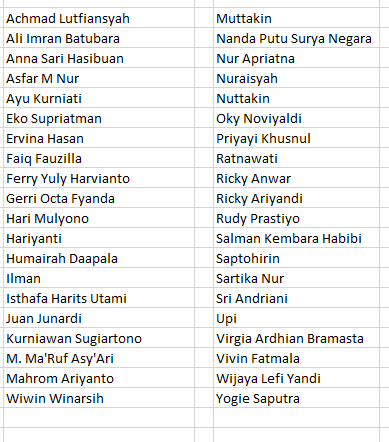 Achmad Lutfiansyah
Ali Imran Batubara
Anna Sari Hasibuan
Asfar M Nur
Ayu Kurniati
Eko Supriatman
Ervina Hasan
Faiq Fauzilla
Ferry Yuly Harvianto
Gerri Octa Fyanda
Hari Mulyono
Hariyanti
Humairah Daapala
Ilman
Isthafa Harits Utami
Juan Junardi
Kurniawan Sugiartono
M. Ma'Ruf Asy'Ari
Mahrom Ariyanto
Wiwin Winarsih
Muttakin
Nanda Putu Surya Negara
Nur Apriatna
Nuraisyah
Nuttakin
Oky Noviyaldi
Priyayi Khusnul
Ratnawati
Ricky Anwar
Ricky Ariyandi
Rudy Prastiyo
Salman Kembara Habibi
Saptohirin
Sartika Nur
Sri Andriani
Upi
Virgia Ardhian Bramasta
Vivin Fatmala
Wijaya Lefi Yandi
Yogie Saputra